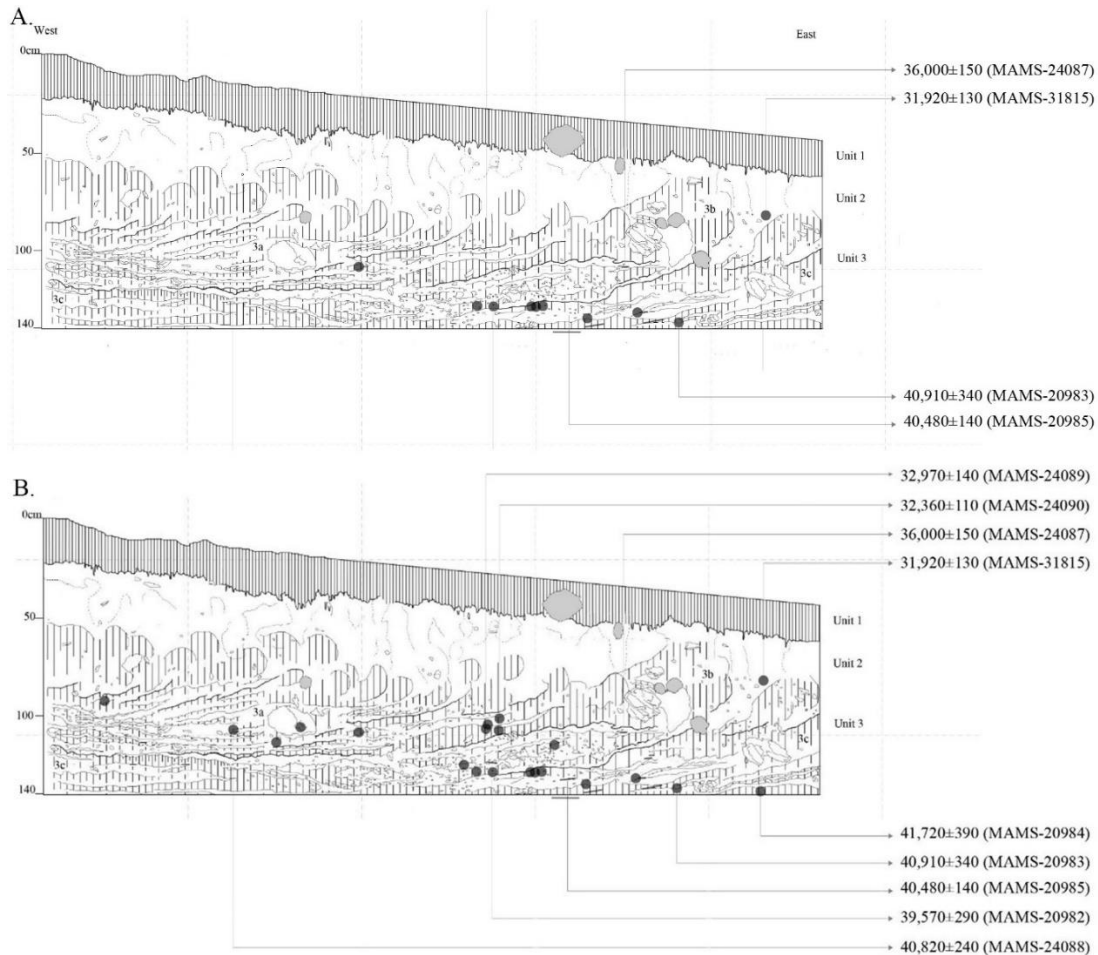 A.
West
East
0cm
36,000±150 (MAMS-24087)
31,920±130 (MAMS-31815)
50
Unit 1
Unit 2
3b
100
3a
Unit 3
3c
3c
140
40,910±340 (MAMS-20983)
40,480±140 (MAMS-20985)
B.
32,970±140 (MAMS-24089)
32,360±110 (MAMS-24090)
0cm
36,000±150 (MAMS-24087)
31,920±130 (MAMS-31815)
50
Unit 1
Unit 2
3b
100
3a
Unit 3
3c
3c
140
41,720±390 (MAMS-20984)
40,910±340 (MAMS-20983)
40,480±140 (MAMS-20985)
39,570±290 (MAMS-20982)
40,820±240 (MAMS-24088)